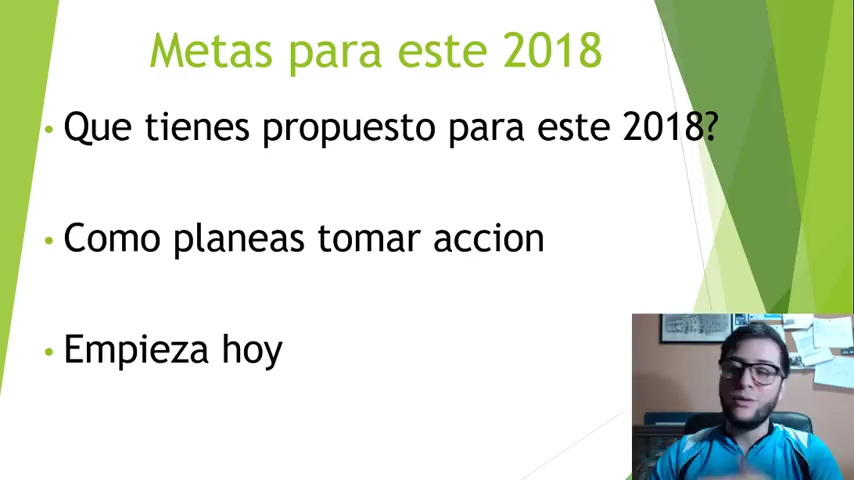 Metas para este 2018
• Que tienes propuesto para este 2018?
• Como planeas tomar accion
• Empieza hoy